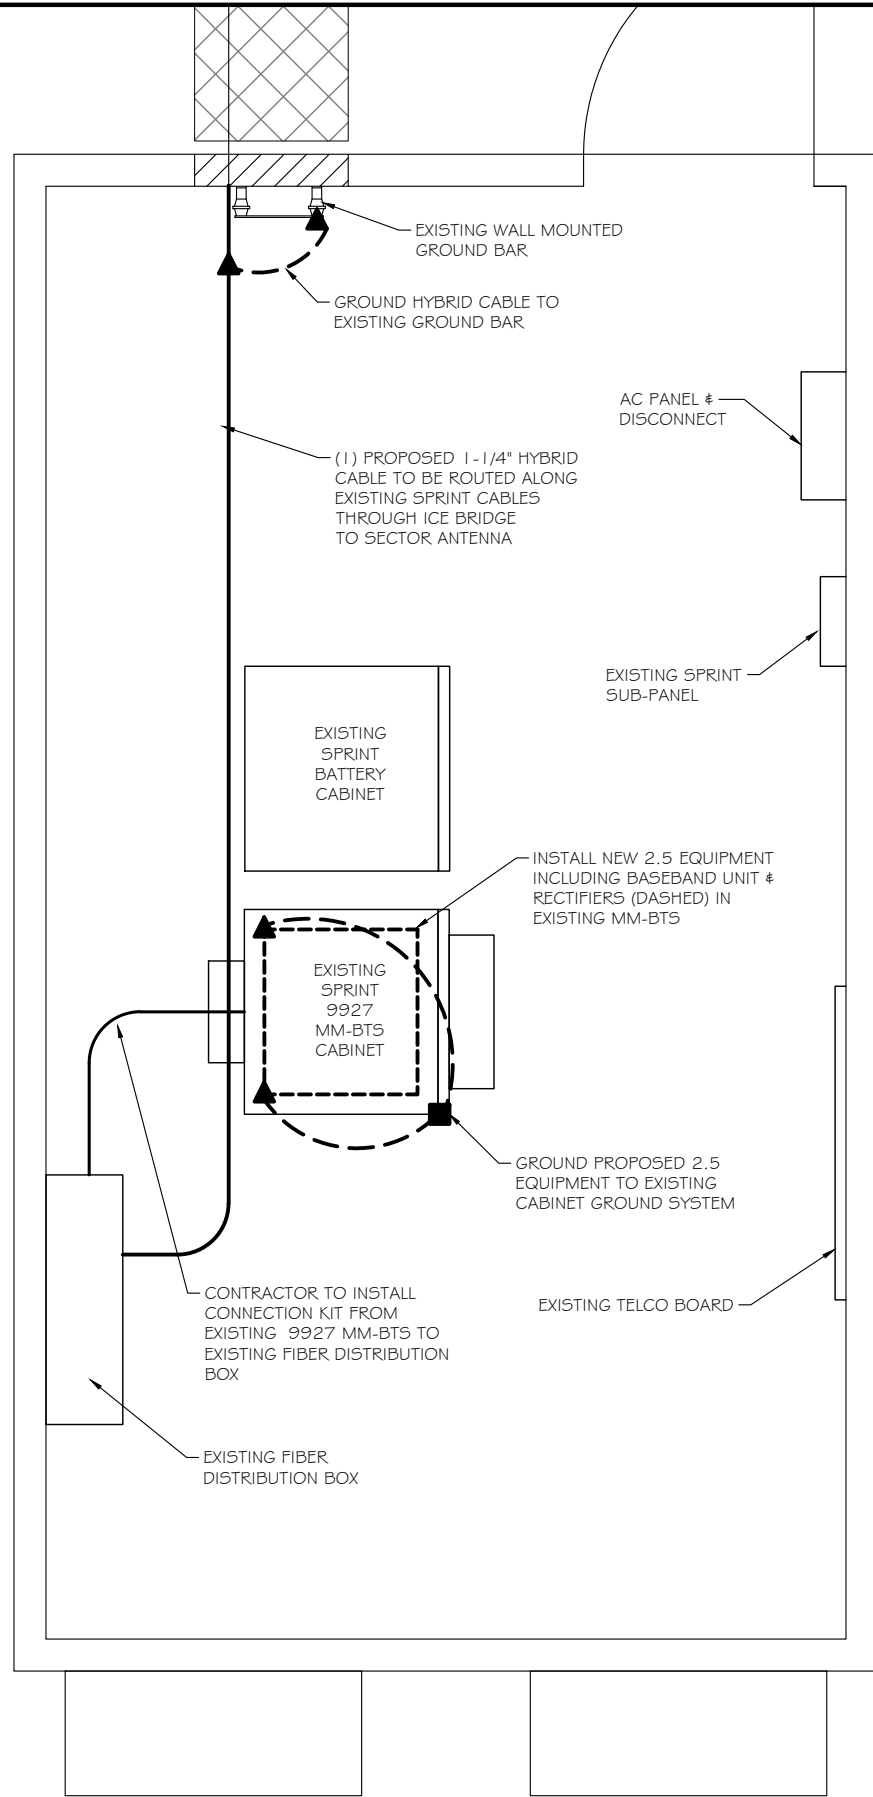 EXISTING WALL MOUNTED
GROUND BAR
GROUND HYBRID CABLE TO
EXISTING GROUND BAR
AC PANEL &
DISCONNECT
(1) PROPOSED 1-1/4" HYBRID
CABLE TO BE ROUTED ALONG
EXISTING SPRINT CABLES
THROUGH ICE BRIDGE
TO SECTOR ANTENNA
EXISTING SPRINT
SUB-PANEL
EXISTING
SPRINT
BATTERY
CABINET
INSTALL NEW 2.5 EQUIPMENT
INCLUDING BASEBAND UNIT &
RECTIFIERS (DASHED) IN
EXISTING MM-BTS
EXISTING
SPRINT
9927
MM-BTS
CABINET
GROUND PROPOSED 2.5
EQUIPMENT TO EXISTING
CABINET GROUND SYSTEM
CONTRACTOR TO INSTALL
CONNECTION KIT FROM
EXISTING 9927 MM-BTS TO
EXISTING FIBER DISTRIBUTION
BOX
EXISTING TELCO BOARD
EXISTING FIBER
DISTRIBUTION BOX